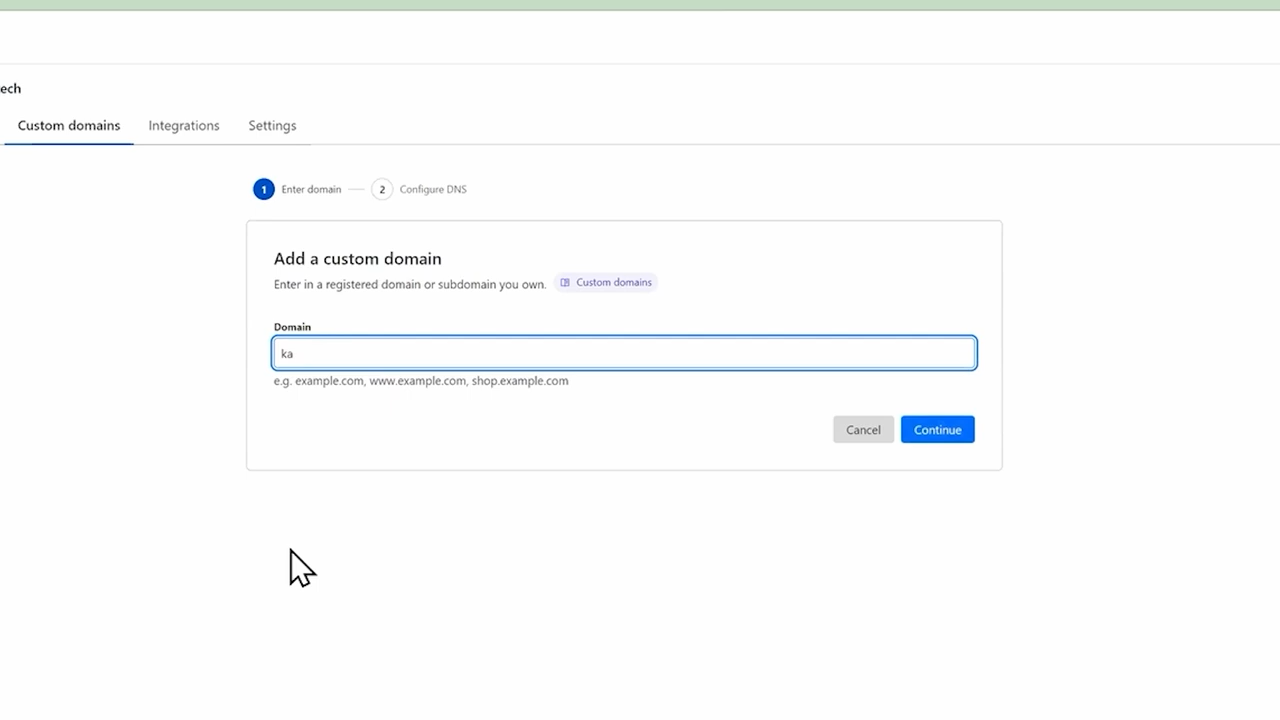 ech
Custom domains Integrations Settings
1 Enter domain 2 Configure DNS
Add a custom domain
Enter in a registered domain or subdomain you own. Custom domains
Domain
ka
e.g. example.com, www.example.com, shop.example.com
Cancel Continue